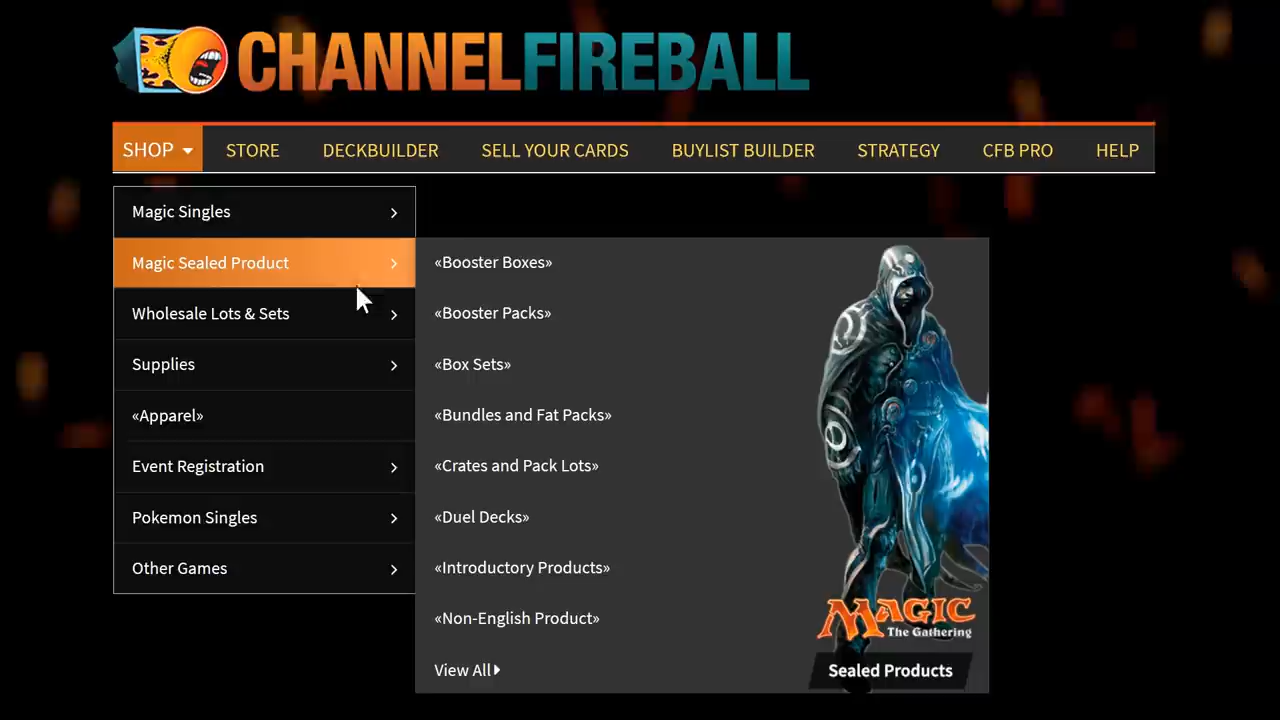 CHANNELFIREBALL
SHOP STORE DECKBUILDER SELL YOUR CARDS BUYLIST BUILDER STRATEGY CFB PRO HELP
Magic Singles
Magic Sealed Product
Wholesale Lots & Sets
Supplies
«Apparel»
Event Registration
Pokemon Singles
Other Games
«Booster Boxes»
«Booster Packs»
«Box Sets»
«Bundles and Fat Packs»
«Crates and Pack Lots»
«Duel Decks»
«Introductory Products»
«Non-English Product»
View All
MAGIC
The Gathering
Sealed Products